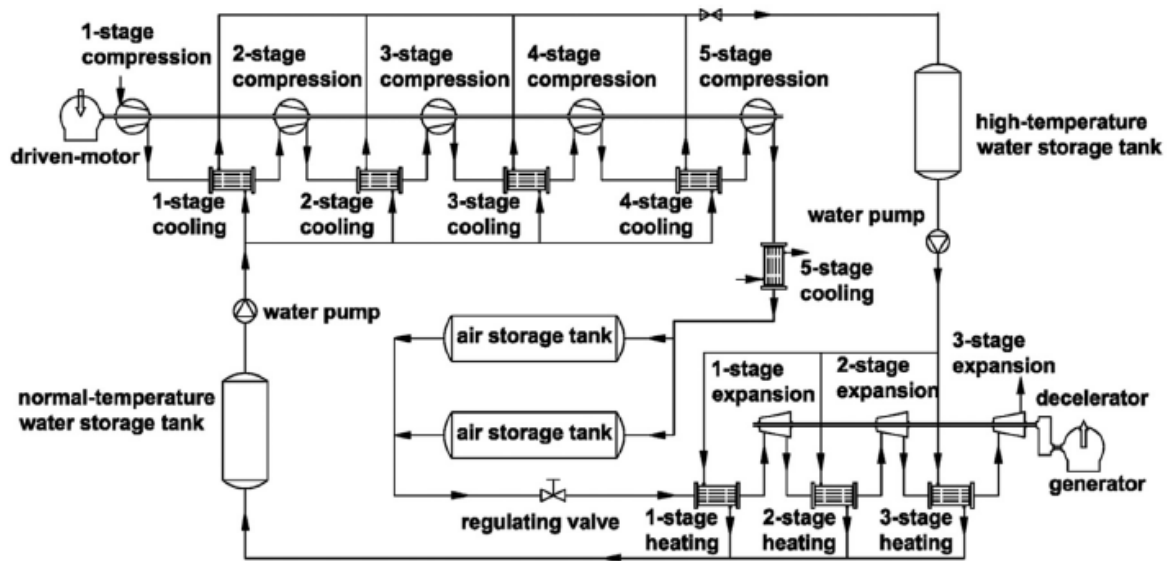 1-stage
compression
2-stage
compression
3-stage
compression
4-stage
compression
5-stage
compression
driven-motor
high-temperature
water storage tank
1-stage
cooling
2-stage
cooling
3-stage
cooling
4-stage
cooling
water pump
5-stage
cooling
water pump
air storage tank
3-stage
expansion
1-stage
expansion
2-stage
expansion
normal-temperature
water storage tank
decelerator
air storage tank
generator
regulating valve
1-stage
heating
2-stage
heating
3-stage
heating